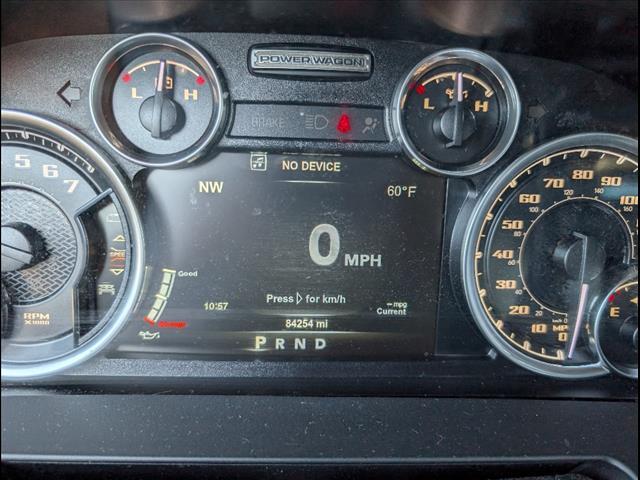 POWER WAGON
L H
BRAKE
L H
NO DEVICE
NW 60°F
0 MPH
Good
Press ▷ for km/h
10:57 -- mpg
Current
84254 mi
P R N D
5 6 7
RPM
X1000
10 20 30 40 50 60 70 80 90 100
MPH
0
E